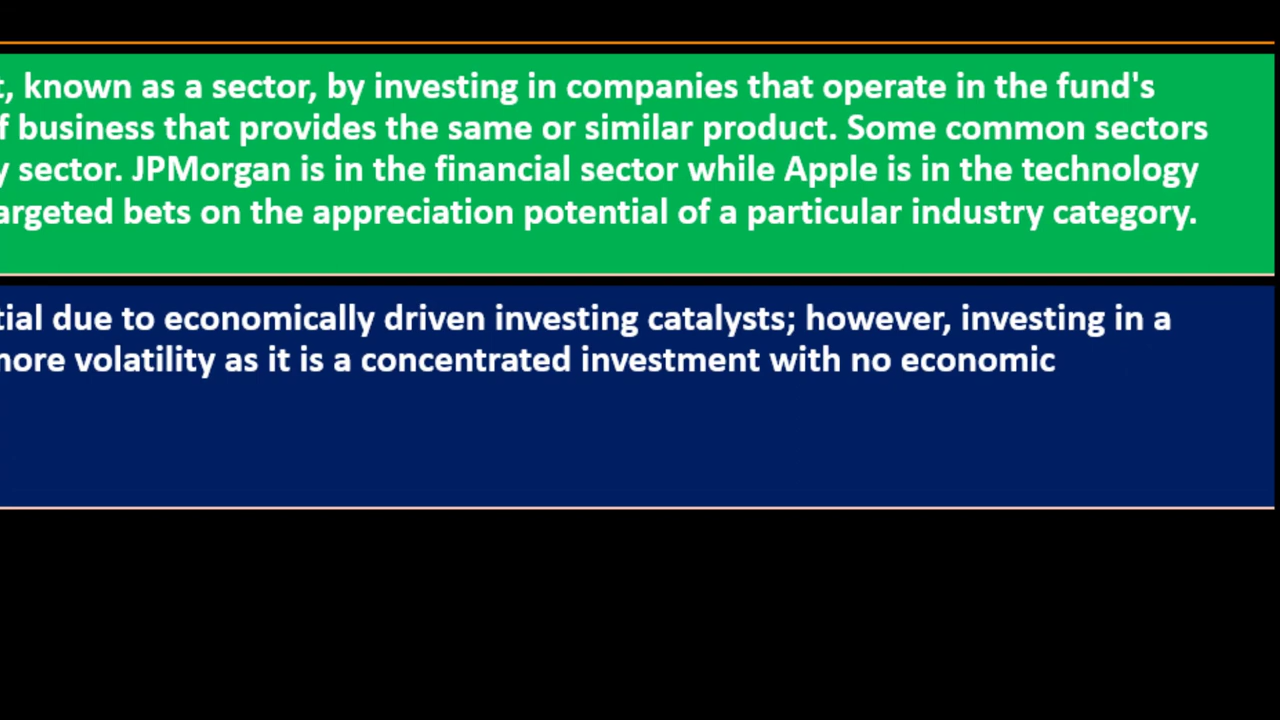 , known as a sector, by investing in companies that operate in the fund's
business that provides the same or similar product. Some common sectors
sector. JPMorgan is in the financial sector while Apple is in the technology
argeted bets on the appreciation potential of a particular industry category.
tial due to economically driven investing catalysts; however, investing in a
more volatility as it is a concentrated investment with no economic